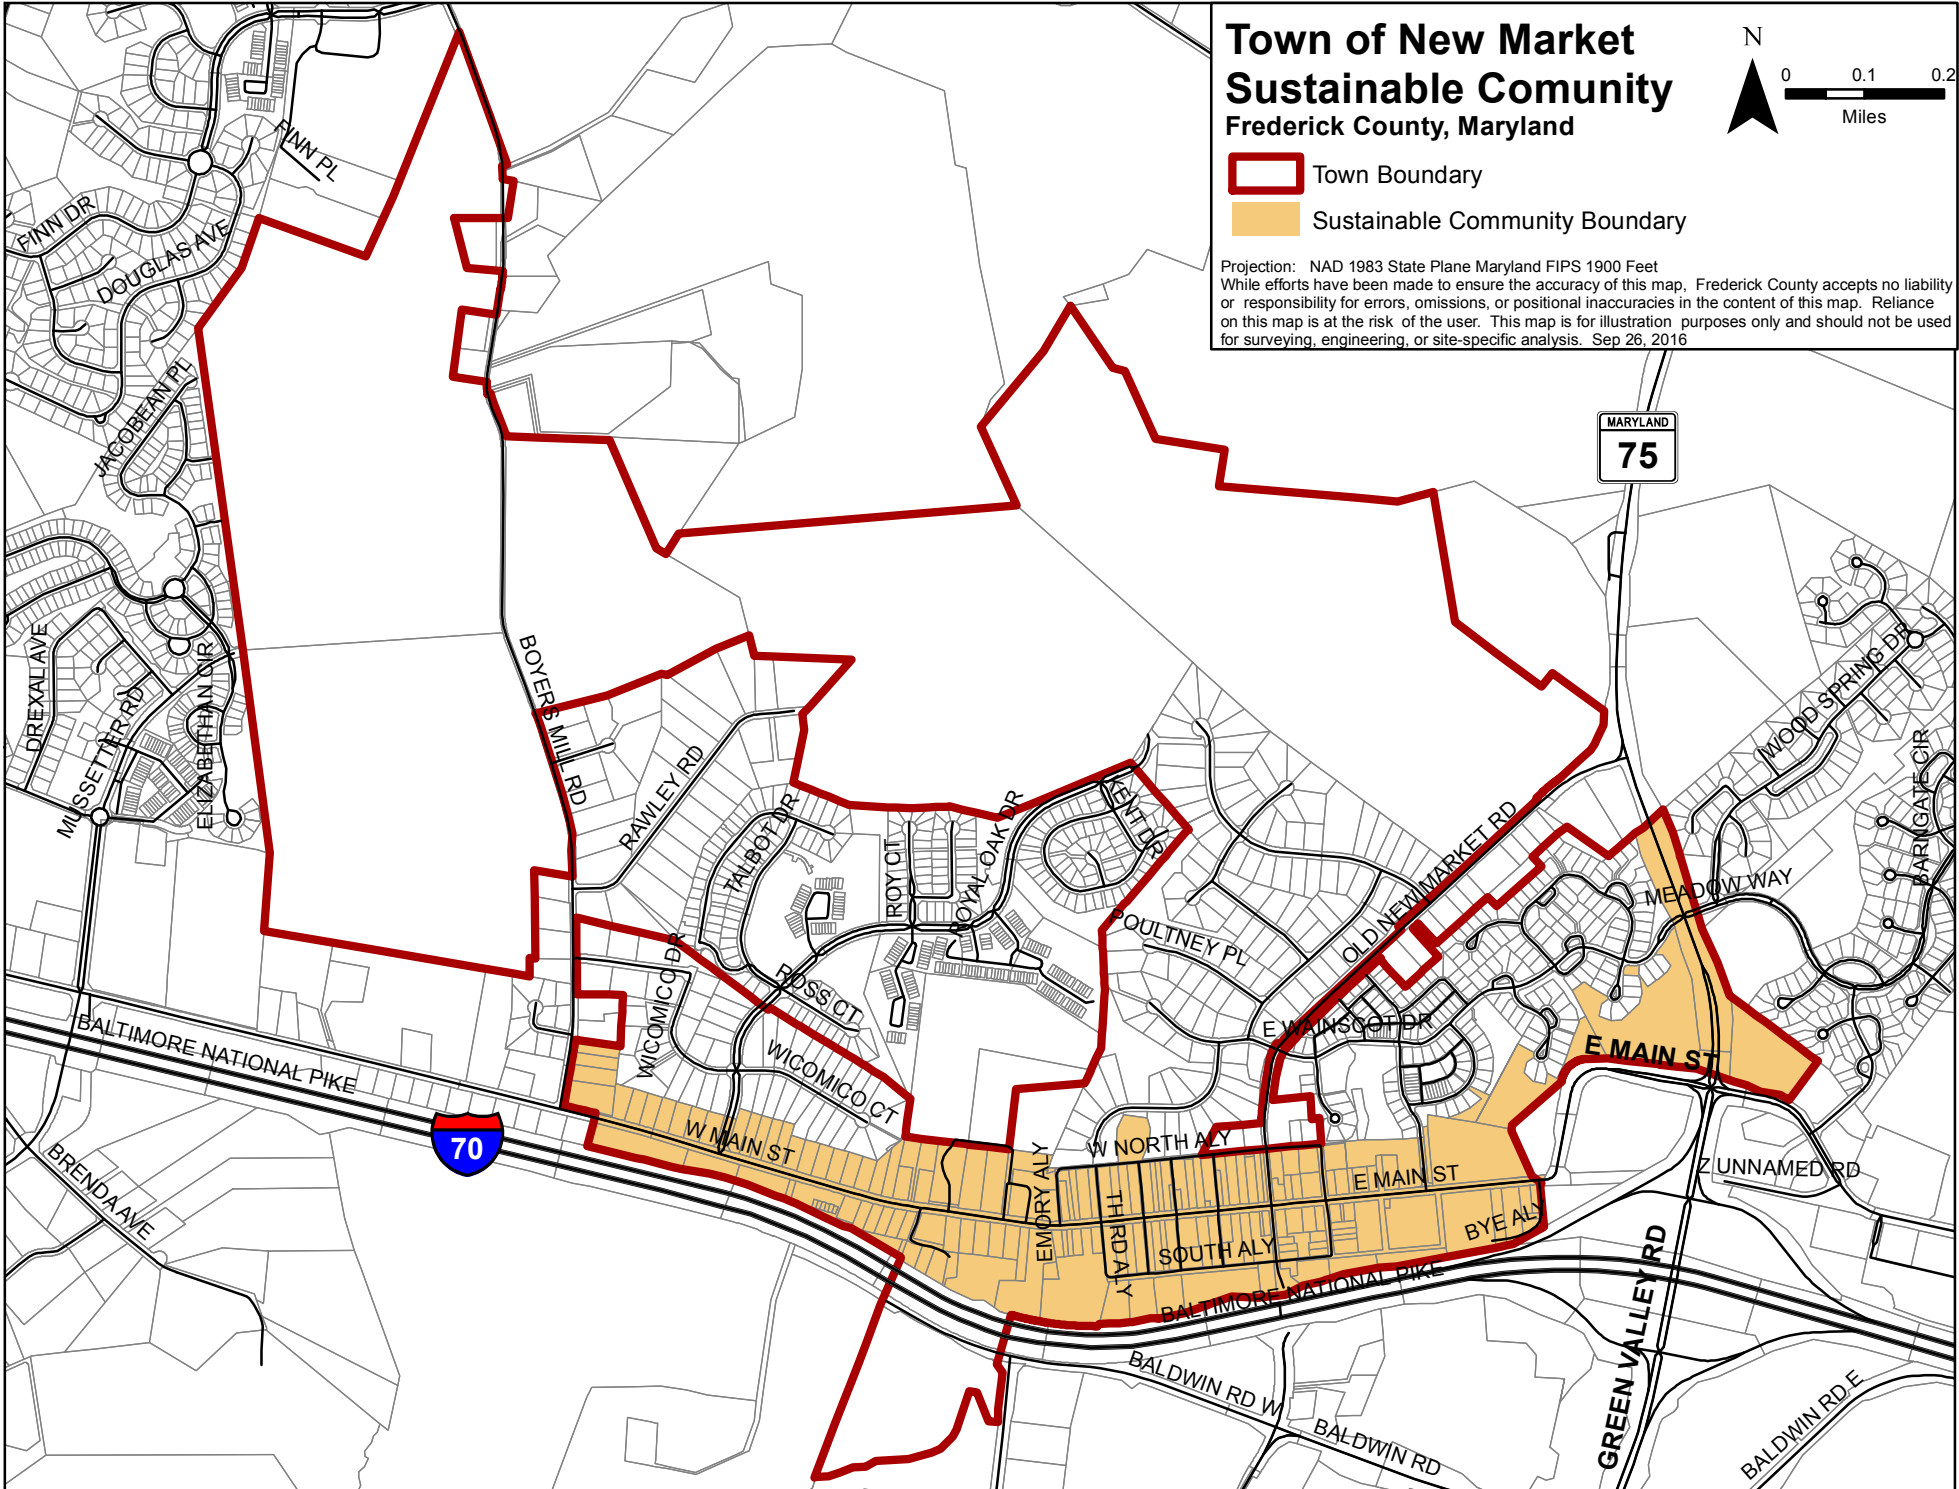 Town of New Market
Sustainable Comunity
Frederick County, Maryland
N
0 0.1 0.2
Miles
Town Boundary
Sustainable Community Boundary
Projection: NAD 1983 State Plane Maryland FIPS 1900 Feet
While efforts have been made to ensure the accuracy of this map, Frederick County accepts no liability
or responsibility for errors, omissions, or positional inaccuracies in the content of this map. Reliance
on this map is at the risk of the user. This map is for illustration purposes only and should not be used
for surveying, engineering, or site-specific analysis. Sep 26, 2016
FINN PL
FINN DR
DOUGLAS AVE
JACOBEAN PL
MARYLAND
75
DREXAL AVE
MUSSETTER RD
ELIZABETHAN CIR
BOYERS MILL RD
RAWLEY RD
TALBOT DR
ROY CT
ROYAL OAK DR
KENT DR
WOOD SPRING DR
BARNGATE CIR
OLD NEW MARKET RD
MEADOW WAY
POULTNEY PL
WICOMICO DR
ROSS CT
WICOMICO CT
E WAINSCOT DR
E MAIN ST
BALTIMORE NATIONAL PIKE
70
BRENDA AVE
W MAIN ST
EMORY ALY
W NORTH ALY
THIRD ALY
SOUTH ALY
E MAIN ST
BYE ALY
Z UNNAMED RD
BALTIMORE NATIONAL PIKE
GREEN VALLEY RD
BALDWIN RD W
BALDWIN RD
BALDWIN RD E